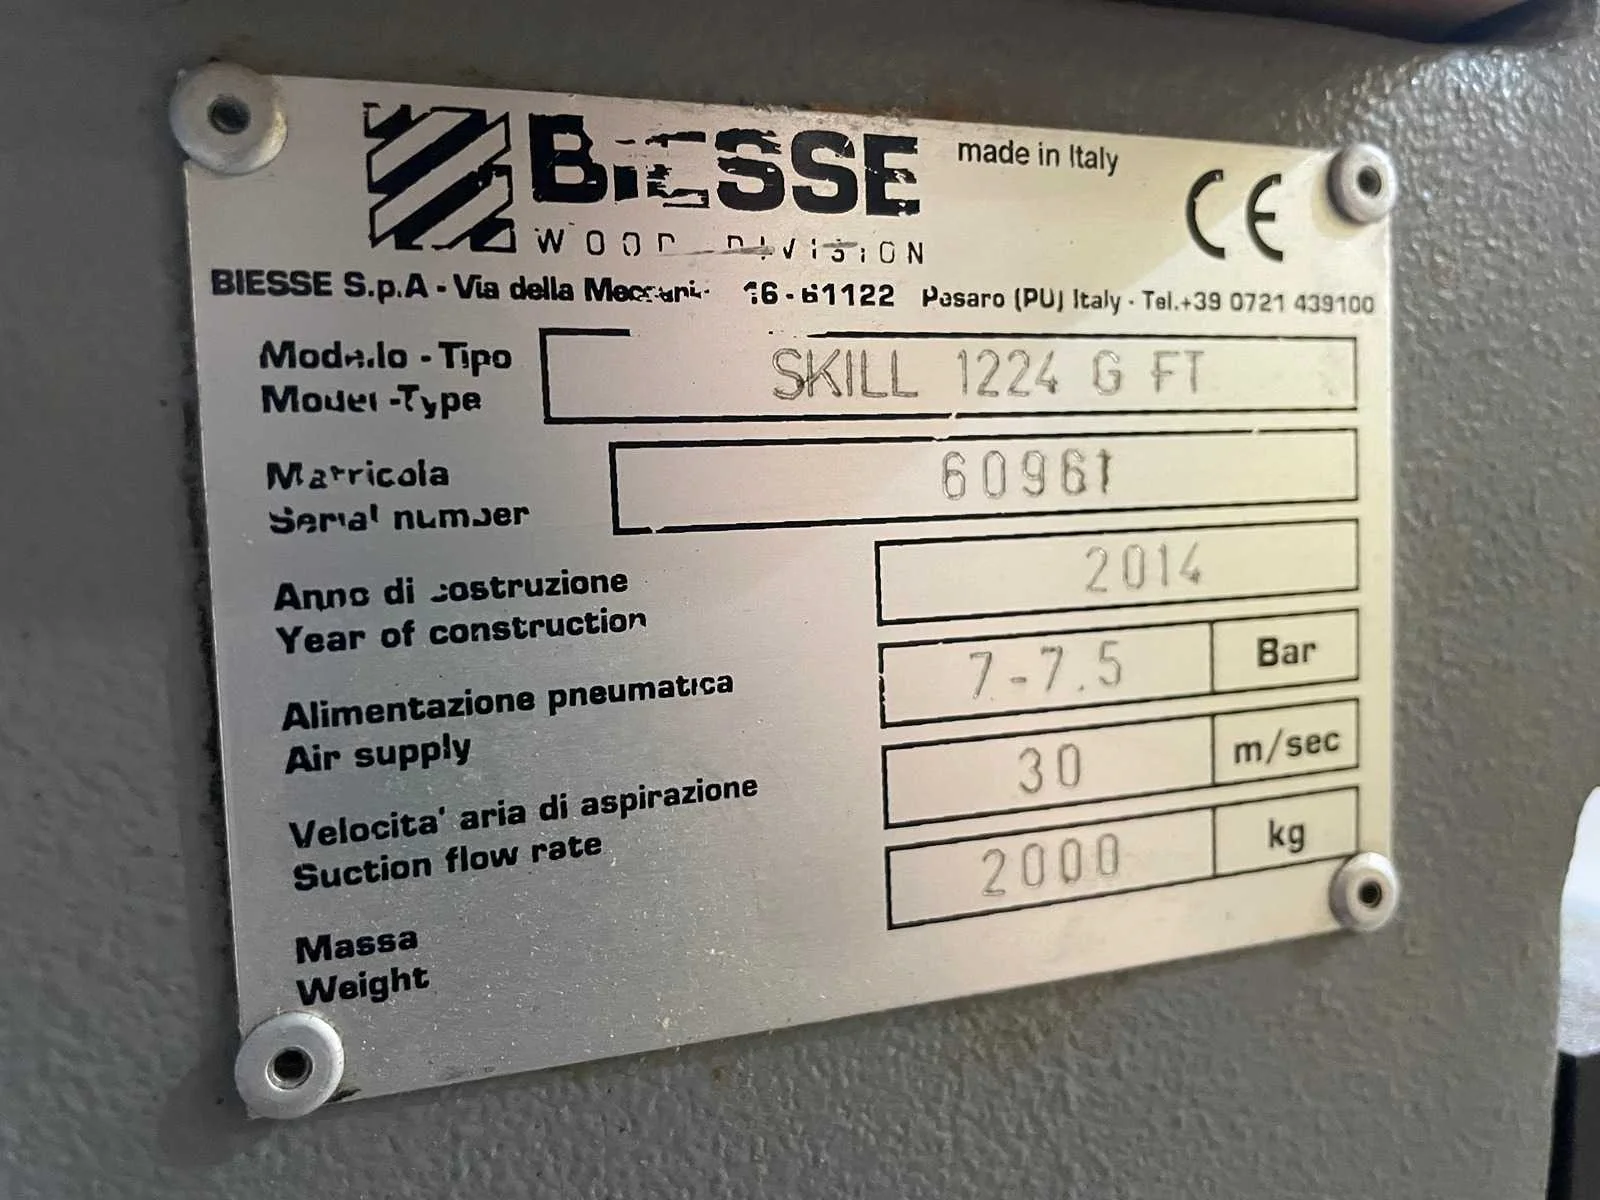 BIESSE
made in Italy
CE
WOOD DIVISION
BIESSE S.p.A - Via della 16 - 61122 Pesaro (PU) Italy - Tel.+39 0721 439100
Modello - Tipo SKILL 1224 G FT
Model -Type
Matricola 60961
Serial number
Anno di costruzione 2014
Year of construction
Alimentazione pneumatica 7-7.5 Bar
Air supply
Velocita' aria di aspirazione 30 m/sec
Suction flow rate
Massa 2000 kg
Weight